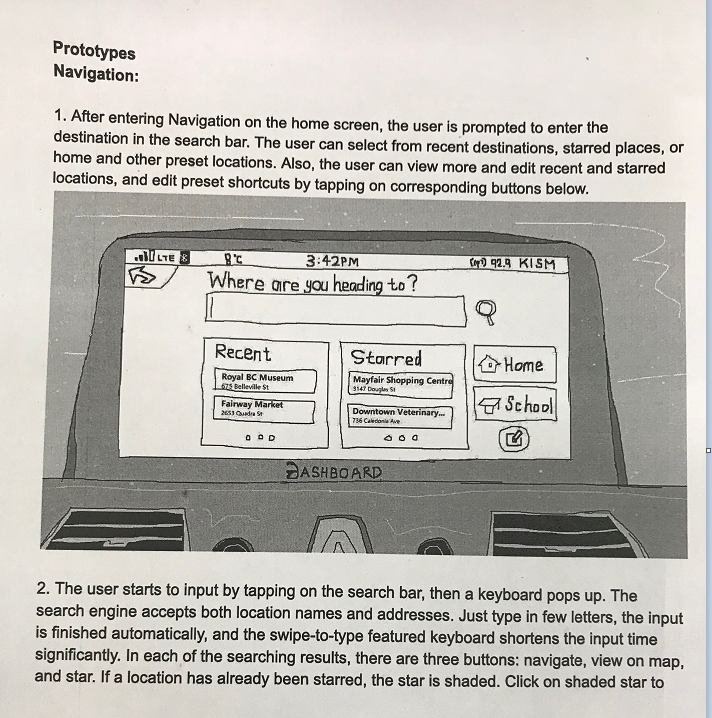 Prototypes
Navigation:
1. After entering Navigation on the home screen, the user is prompted to enter the
destination in the search bar. The user can select from recent destinations, starred places, or
home and other preset locations. Also, the user can view more and edit recent and starred
locations, and edit preset shortcuts by tapping on corresponding buttons below.
LTE 8°C 3:42PM 92.9 KISM
Where are you heading to?
Recent
Royal BC Museum
675 Belleville St
Fairway Market
2653 Quadra St
Starred
Mayfair Shopping Centre
3147 Douglas St
Downtown Veterinary...
736 Caledonia Ave
Home
School
DASHBOARD
2. The user starts to input by tapping on the search bar, then a keyboard pops up. The
search engine accepts both location names and addresses. Just type in few letters, the input
is finished automatically, and the swipe-to-type featured keyboard shortens the input time
significantly. In each of the searching results, there are three buttons: navigate, view on map,
and star. If a location has already been starred, the star is shaded. Click on shaded star to